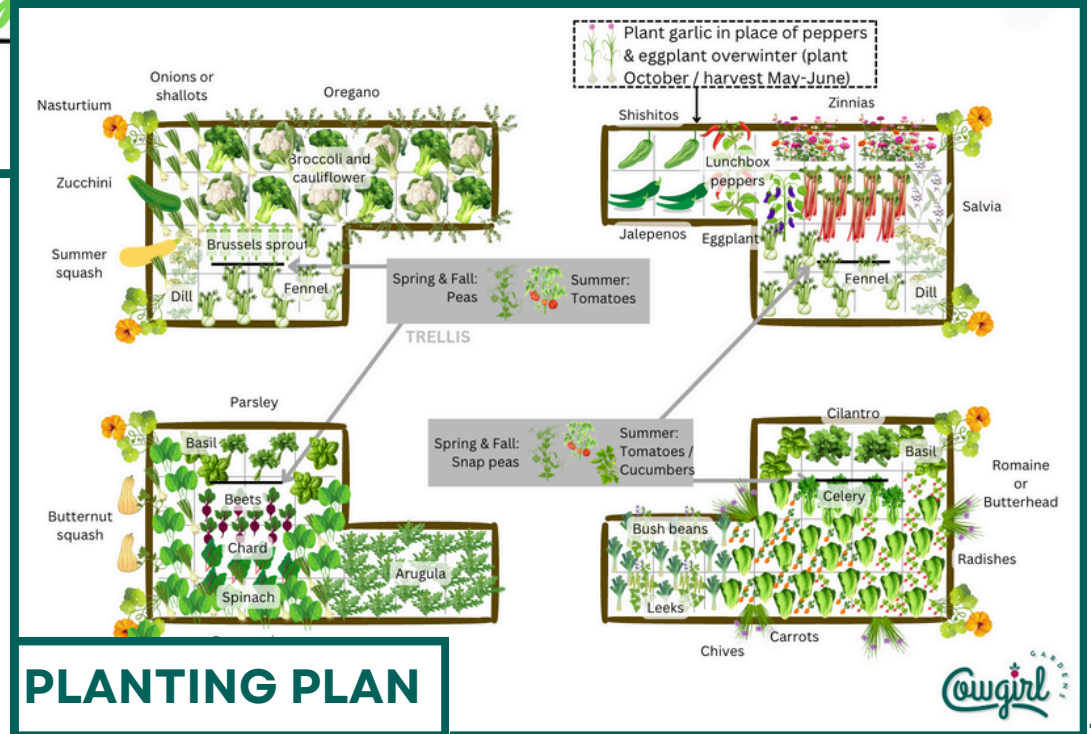 Plant garlic in place of peppers
& eggplant overwinter (plant
October / harvest May-June)
Onions or
shallots
Nasturtium
Oregano
Broccoli and
cauliflower
Zucchini
Brussels sprout
Summer
squash
Dill
Fennel
Shishitos
Zinnias
Lunchbox
peppers
Salvia
Jalepenos
Eggplant
Fennel
Dill
Spring & Fall:
Peas
Summer:
Tomatoes
TRELLIS
Spring & Fall:
Snap peas
Summer:
Tomatoes /
Cucumbers
Parsley
Basil
Beets
Chard
Butternut
squash
Spinach
Arugula
Cilantro
Basil
Romaine
or
Butterhead
Celery
Bush beans
Radishes
Leeks
Carrots
Chives
PLANTING PLAN
Cowgirl
GARDENS